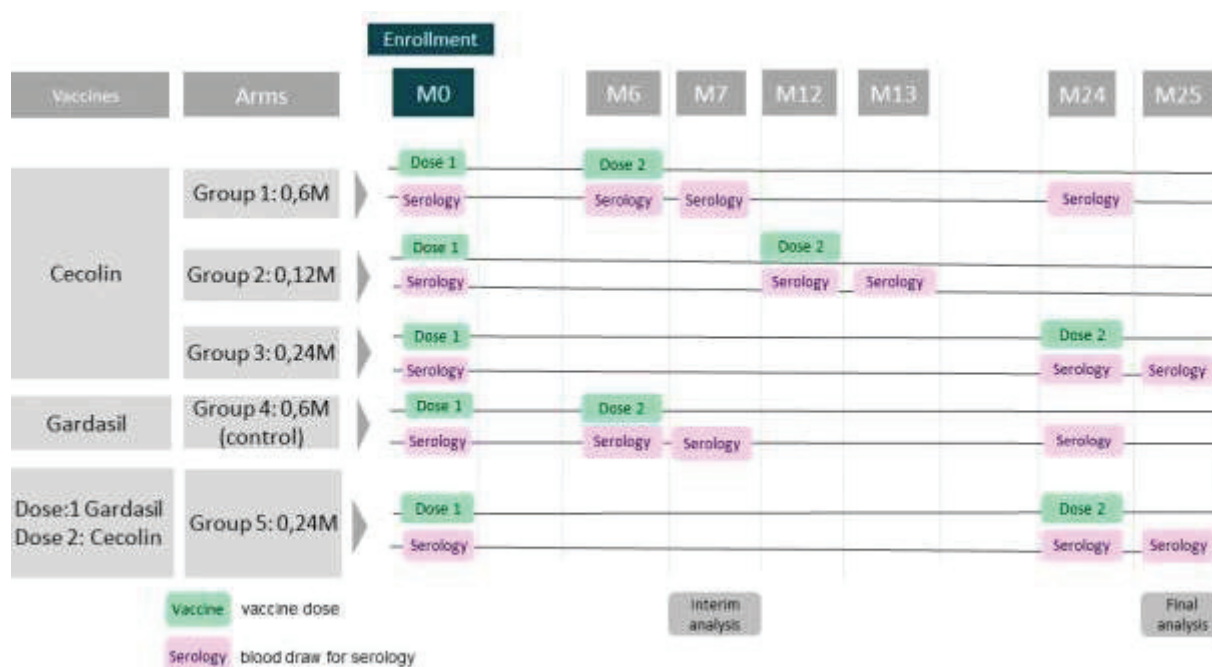 Enrollment
Vaccines Arms M0 M6 M7 M12 M13 M24 M25
Dose 1 Dose 2
Group 1: 0,6M
Serology Serology Serology Serology
Dose 1 Dose 2
Cecolin Group 2: 0,12M
Serology Serology Serology
Dose 1 Dose 2
Group 3: 0,24M
Serology Serology Serology
Gardasil Group 4: 0,6M
(control)
Dose 1 Dose 2
Serology Serology Serology Serology
Dose:1 Gardasil
Dose 2: Cecolin
Group 5: 0,24M
Dose 1 Dose 2
Serology Serology Serology
Vaccine vaccine dose
Serology blood draw for serology
Interim
analysis
Final
analysis